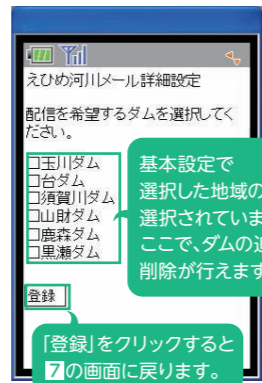 えひめ河川メール詳細設定
配信を希望するダムを選択してく
ださい。
□玉川ダム
□台ダム
□須賀川ダム
□山財ダム
□鹿森ダム
□黒瀬ダム
基本設定で
選択した地域の
選択されていま
ここで、ダムの追
削除が行えます
登録
「登録」をクリックすると
7の画面に戻ります。